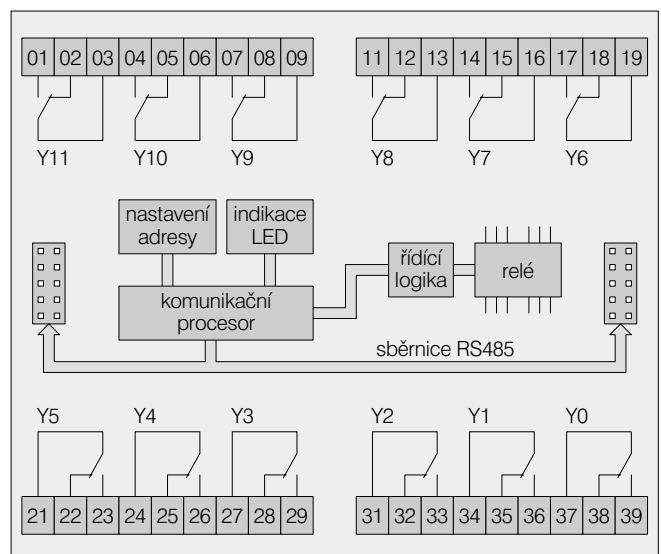 01 02 03 04 05 06 07 08 09 11 12 13 14 15 16 17 18 19
Y11 Y10 Y9 Y8 Y7 Y6
nastavení
adresy
indikace
LED
řídící
logika
relé
komunikační
procesor
sběrnice RS485
Y5 Y4 Y3 Y2 Y1 Y0
21 22 23 24 25 26 27 28 29 31 32 33 34 35 36 37 38 39